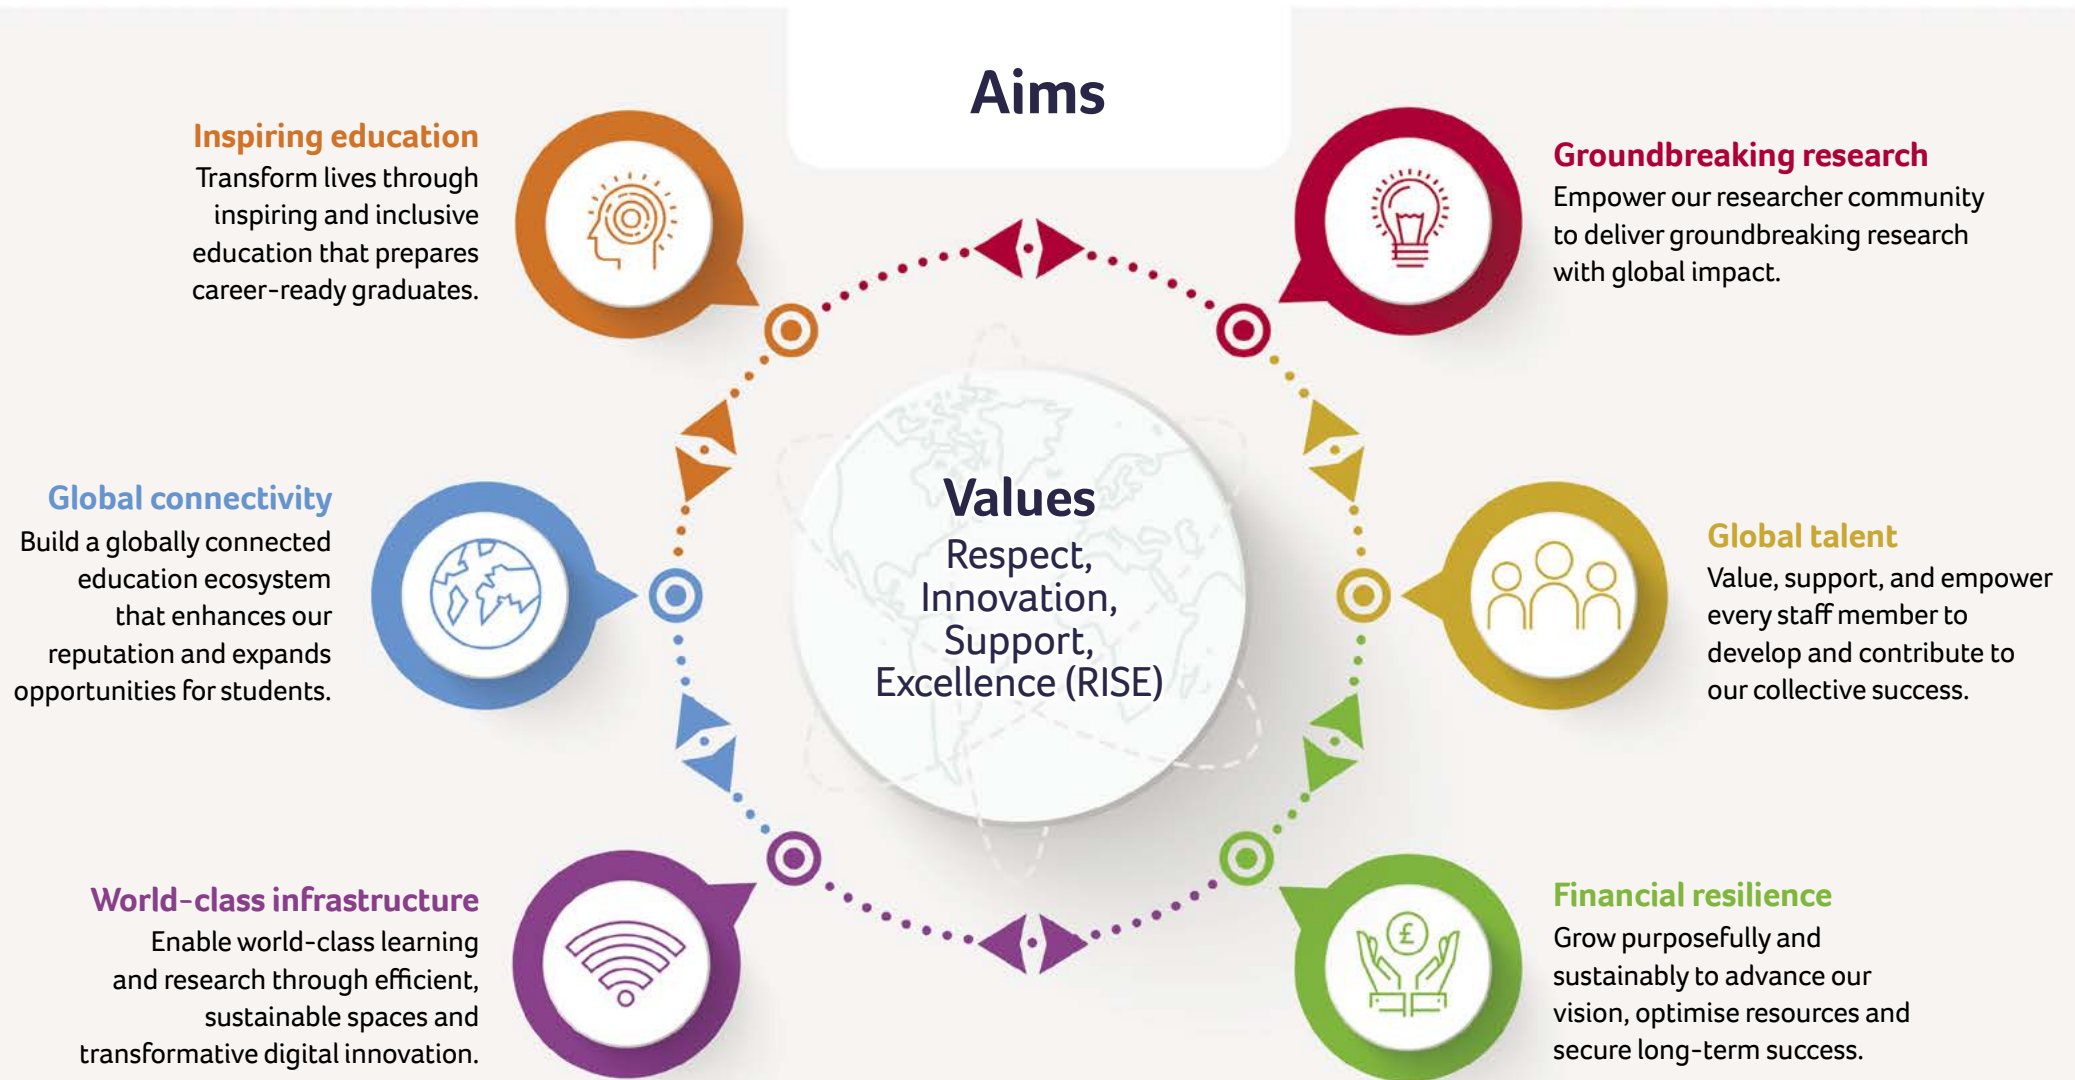 Aims
Inspiring education
Transform lives through
inspiring and inclusive
education that prepares
career-ready graduates.
Groundbreaking research
Empower our researcher community
to deliver groundbreaking research
with global impact.
Global connectivity
Build a globally connected
education ecosystem
that enhances our
reputation and expands
opportunities for students.
Values
Respect,
Innovation,
Support,
Excellence (RISE)
Global talent
Value, support, and empower
every staff member to
develop and contribute to
our collective success.
World-class infrastructure
Enable world-class learning
and research through efficient,
sustainable spaces and
transformative digital innovation.
£
Financial resilience
Grow purposefully and
sustainably to advance our
vision, optimise resources and
secure long-term success.